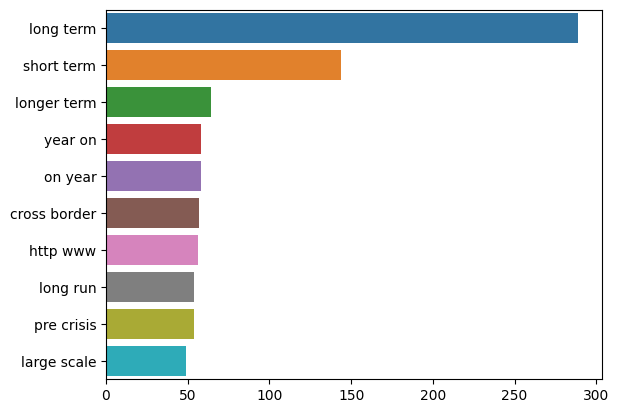 long term
short term
longer term
year on
on year
cross border
http www
long run
pre crisis
large scale
0 50 100 150 200 250 300